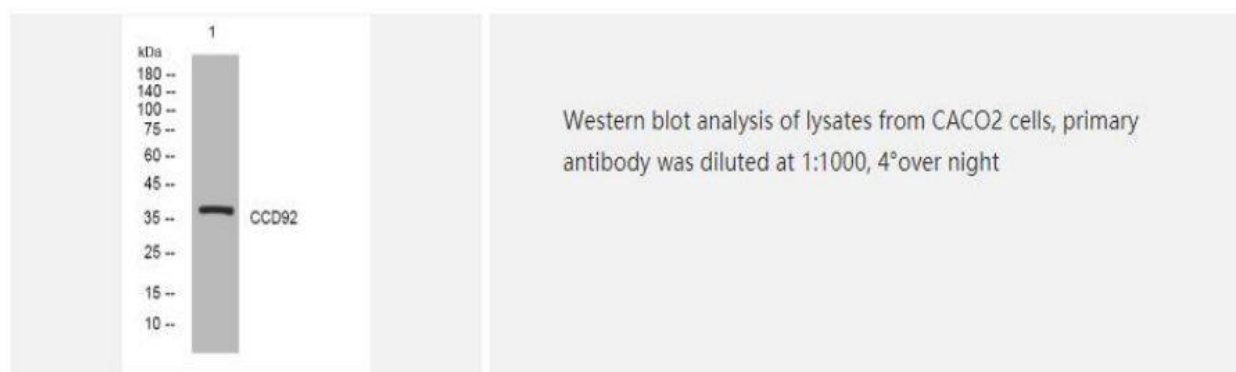 1
kDa
180 --
140 --
100 --
75 --
60 --
45 --
35 --
CCD92
25 --
15 --
10 --
Western blot analysis of lysates from CACO2 cells, primary
antibody was diluted at 1:1000, 4°over night